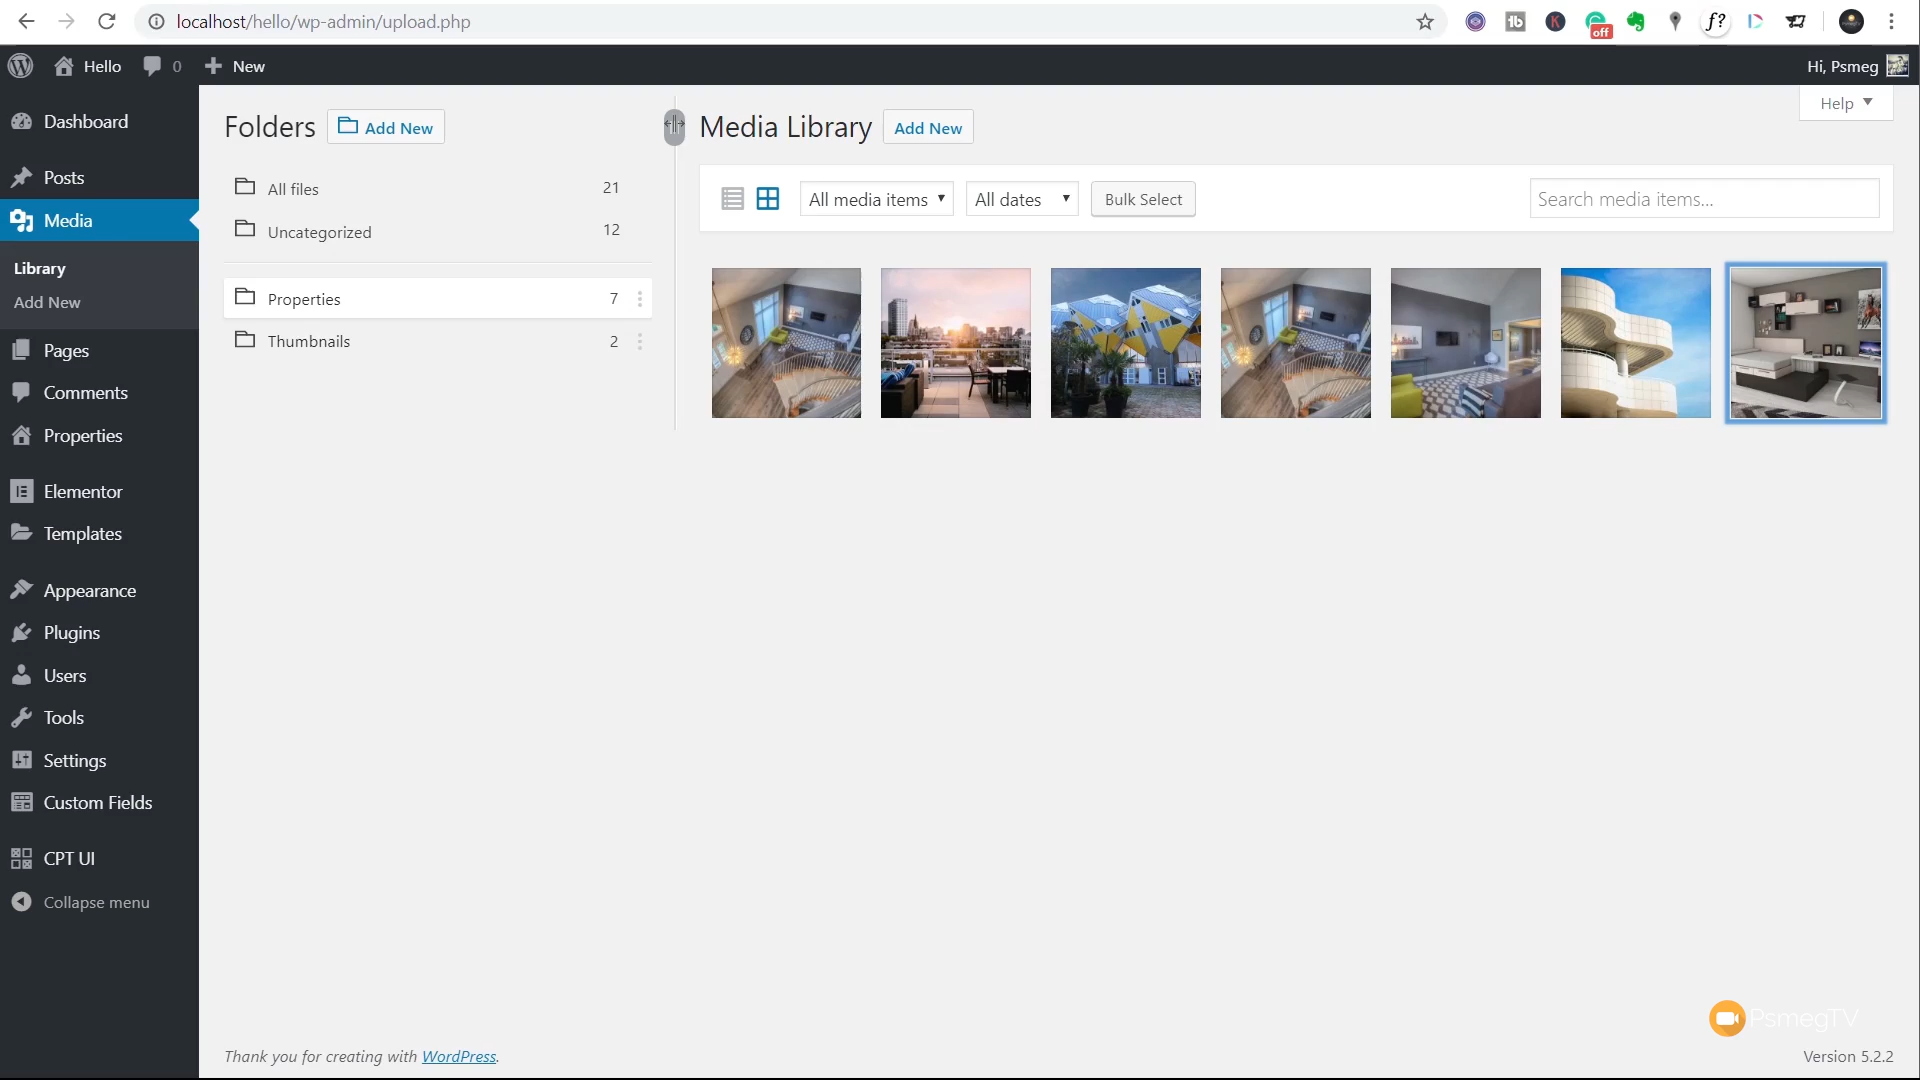 localhost/hello/wp-admin/upload.php
off
f?
Hello
0
New
Hi, Psmeg
Help
Dashboard
Posts
Media
Library
Add New
Pages
Comments
Properties
Elementor
Templates
Appearance
Plugins
Users
Tools
Settings
Custom Fields
CPT UI
Collapse menu
Folders
Add New
All files 21
Uncategorized 12
Properties 7
Thumbnails 2
Media Library
Add New
All media items
All dates
Bulk Select
Search media items...
PsmegTV
Thank you for creating with WordPress.
Version 5.2.2